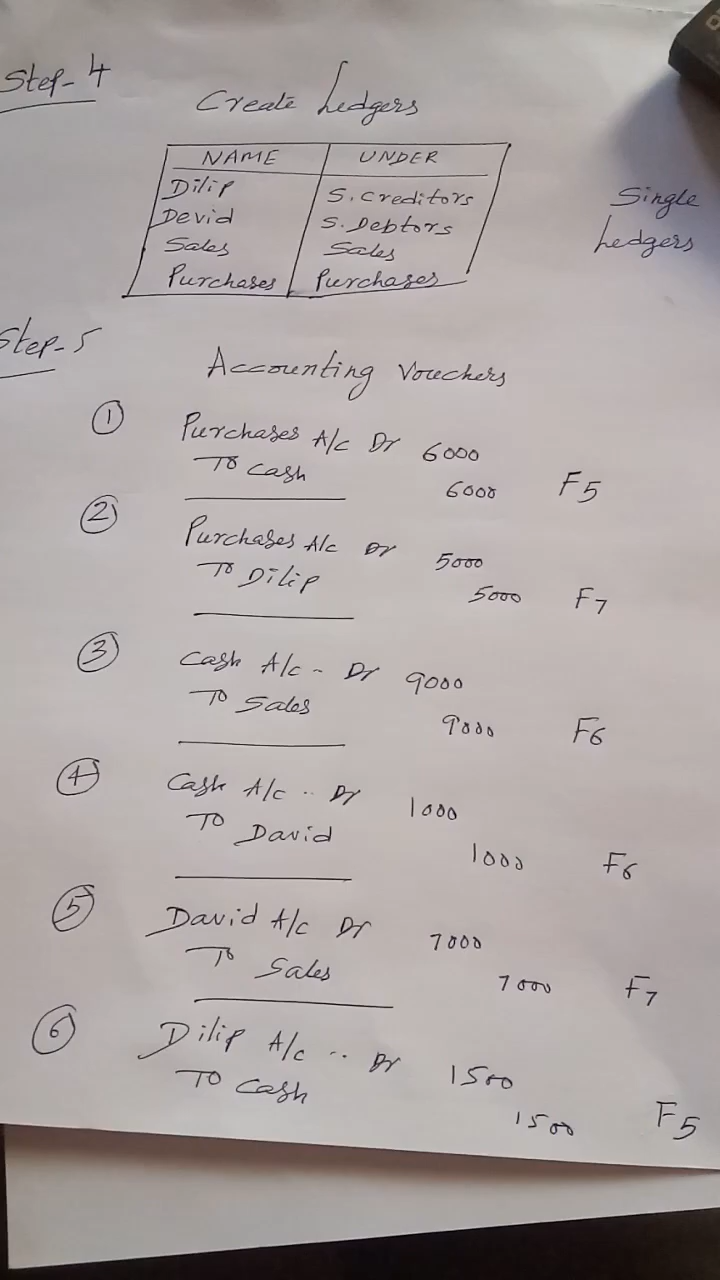 Step-4
Create Ledgers
NAME UNDER
Dilip S. Creditors
Devid S. Debtors
Sales Sales
Purchases Purchases
Single
Ledgers
Step-5
Accounting Vouchers
① Purchases A/c Dr 6000
To Cash 6000 F5
② Purchases A/c Dr 5000
To Dilip 5000 F7
③ Cash A/c - Dr 9000
To Sales 9000 F6
④ Cash A/c .. Dr 1000
To David 1000 F6
⑤ David A/c Dr 7000
To Sales 7000 F7
⑥ Dilip A/c .. Dr 1500
To Cash 1500 F5